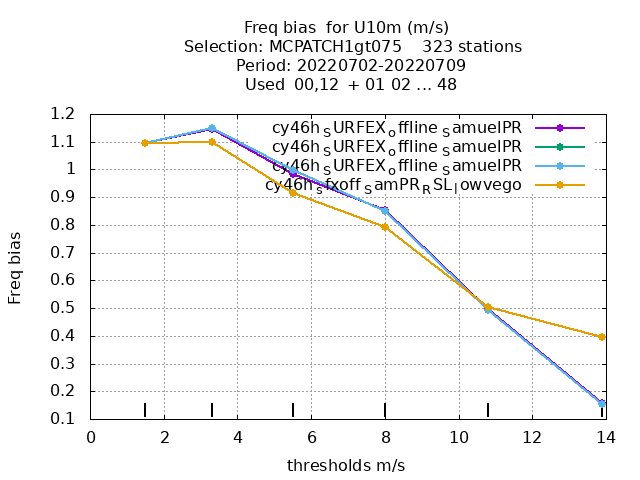 Freq bias  for U10m (m/s)
Selection: MCPATCH1gt075    323 stations
Period: 20220702-20220709
Used  00,12  + 01 02 ... 48
cy46h_SURFEX_offline_SamuelPR
cy46h_SURFEX_offline_SamuelPR
cy46h_SURFEX_offline_SamuelPR
cy46h_sfxoff_SamPR_RSL_lowvego
Freq bias
1.2
1.1
1
0.9
0.8
0.7
0.6
0.5
0.4
0.3
0.2
0.1
0 2 4 6 8 10 12 14
thresholds m/s